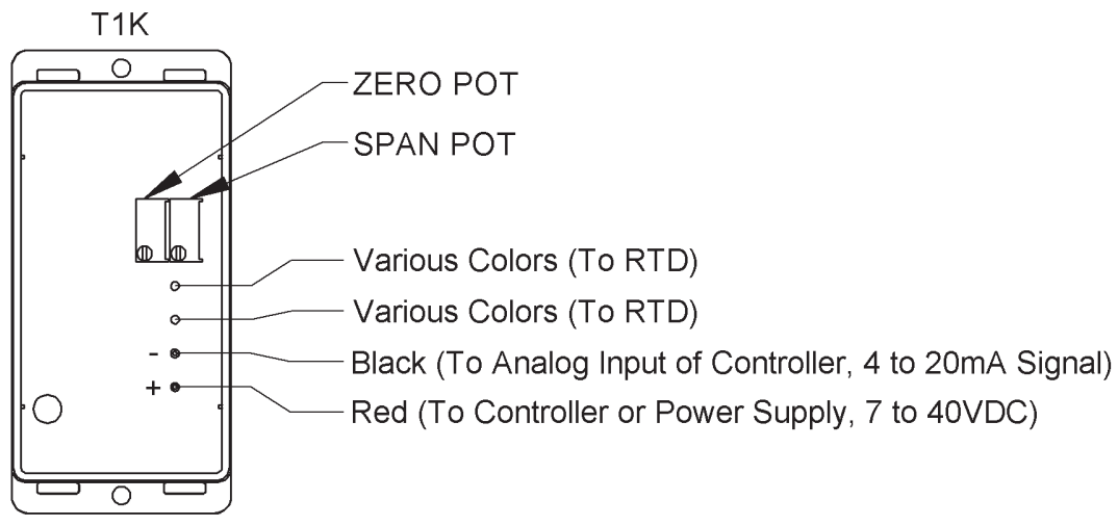 T1K
ZERO POT
SPAN POT
Various Colors (To RTD)
Various Colors (To RTD)
- Black (To Analog Input of Controller, 4 to 20mA Signal)
+ Red (To Controller or Power Supply, 7 to 40VDC)